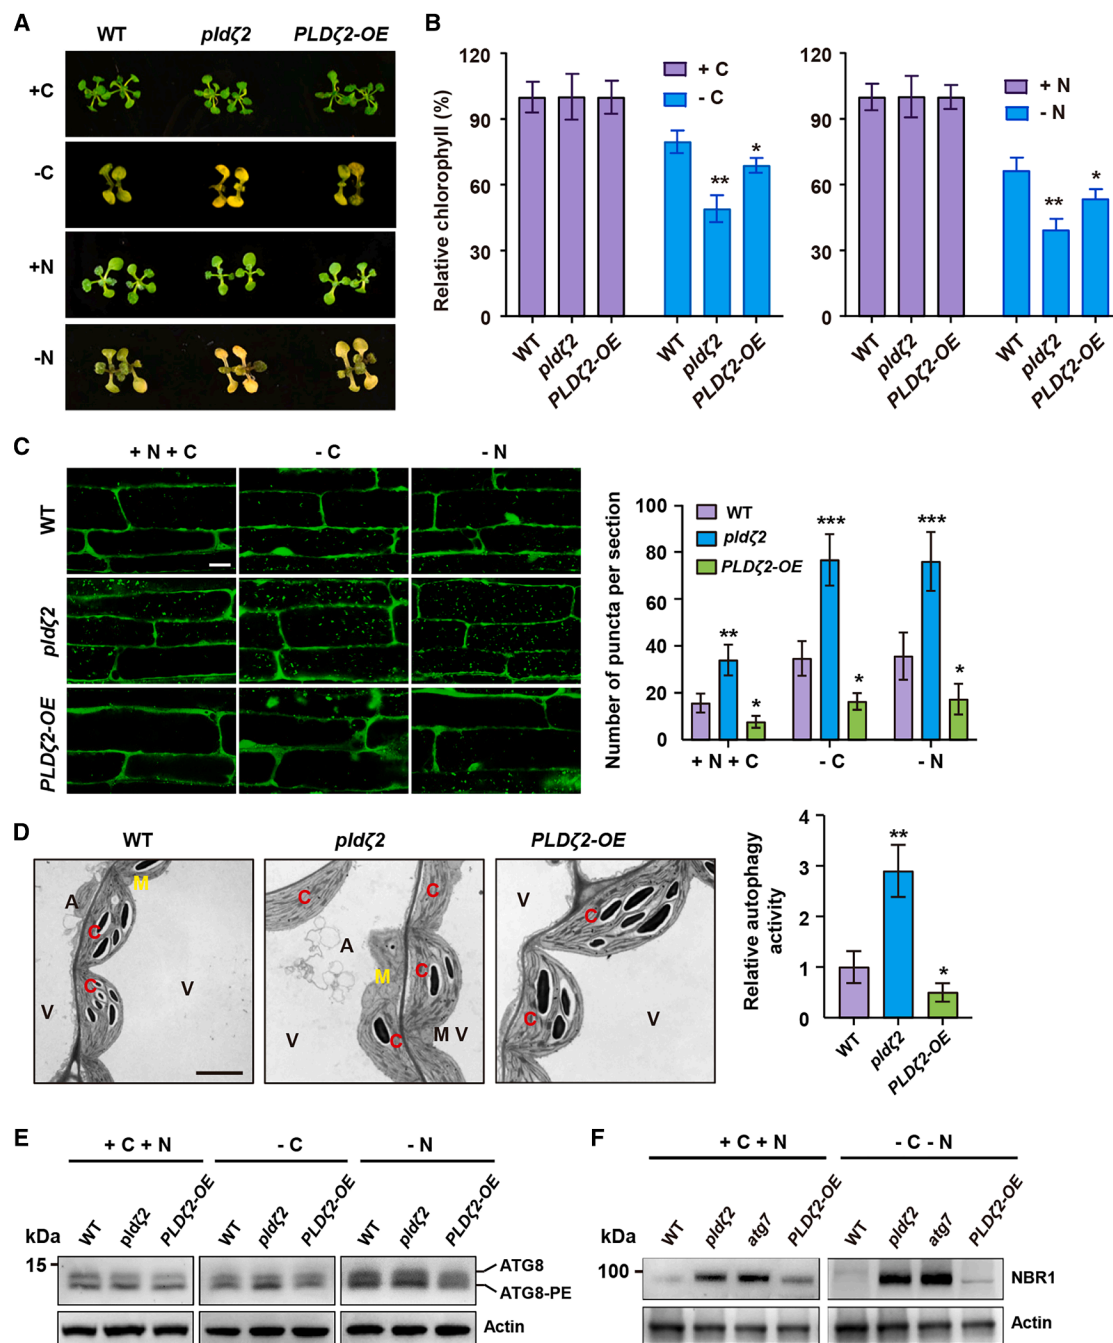 A
WT pldζ2 PLDζ2-OE
+C
-C
+N
-N
B
Relative chlorophyll (%)
120
90
60
30
0
+ C
- C
**
*
WT pldζ2 PLDζ2-OE WT pldζ2 PLDζ2-OE
120
90
60
30
0
+ N
- N
**
*
WT pldζ2 PLDζ2-OE WT pldζ2 PLDζ2-OE
C
+ N + C - C - N
WT
pldζ2
PLDζ2-OE
Number of puncta per section
100
80
60
40
20
0
WT
pldζ2
PLDζ2-OE
** * *** * *** *
+ N + C - C - N
D
WT pldζ2 PLDζ2-OE
A M C C V V
C C A M C C M V V
V C C V
Relative autophagy
activity
4
3
2
1
0
**
*
WT pldζ2 PLDζ2-OE
E
+ C + N - C - N
WT pldζ2 PLDζ2-OE WT pldζ2 PLDζ2-OE WT pldζ2 PLDζ2-OE
kDa
15
ATG8
ATG8-PE
Actin
F
+ C + N - C - N
WT pldζ2 atg7 PLDζ2-OE WT pldζ2 atg7 PLDζ2-OE
kDa
100
NBR1
Actin